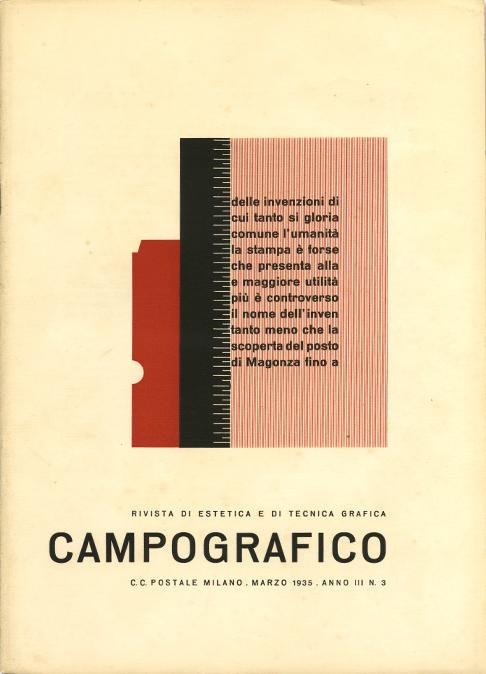 delle invenzioni di
cui tanto si gloria
comune l'umanità
la stampa è forse
che presenta alla
e maggiore utilità
più è controverso
il nome dell'inven
tanto meno che la
scoperta del posto
di Magonza fino a
RIVISTA DI ESTETICA E DI TECNICA GRAFICA
CAMPOGRAFICO
C.C. POSTALE MILANO. MARZO 1935. ANNO III N. 3